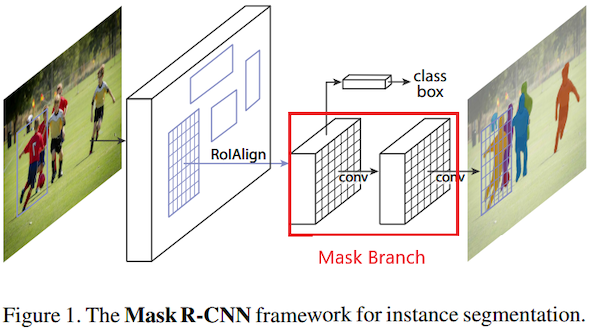 class
box
RoIAlign
conv
conv
Mask Branch
Figure 1. The Mask R-CNN framework for instance segmentation.